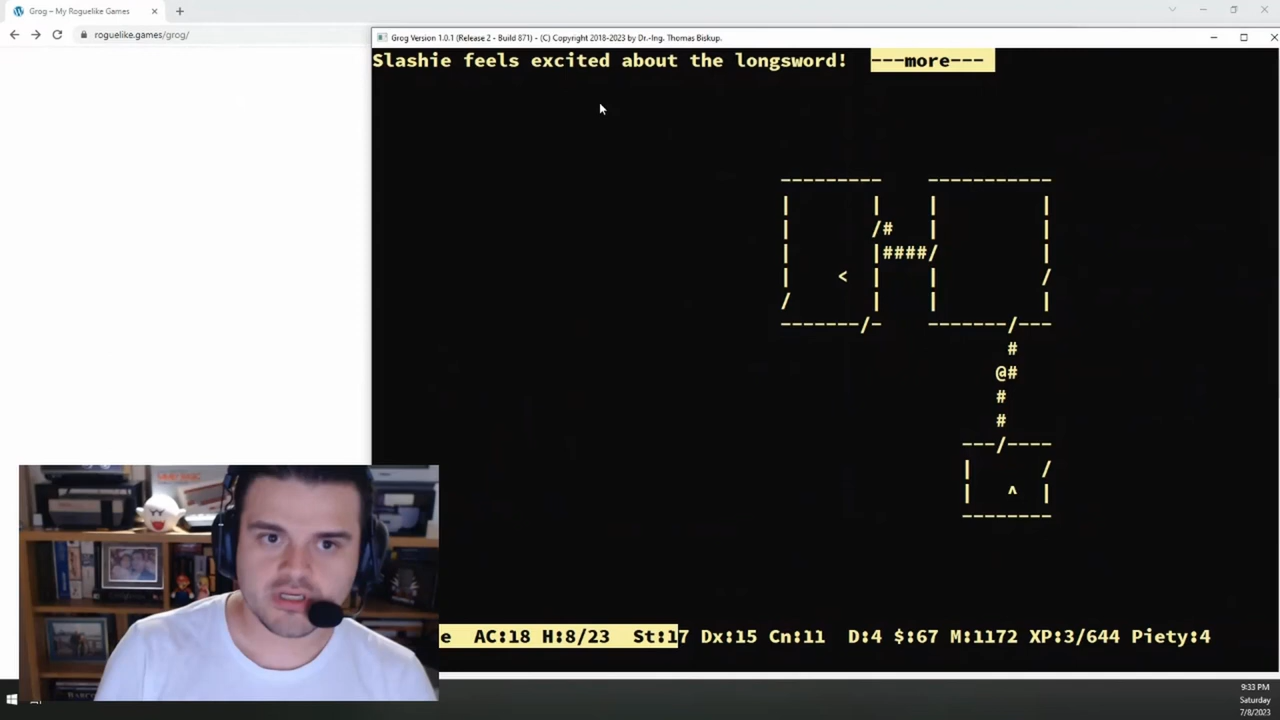 Grog – My Roguelike Games
roguelike.games/grog/
Grog Version 1.0.1 (Release 2 - Build 871) - (C) Copyright 2018-2023 by Dr.-Ing. Thomas Biskup.
Slashie feels excited about the longsword! ---more---
--------- -----------
| | | |
| /# | |
| |####/ |
| < | | /
/ | | |
-------/- -------/---
#
@#
#
#
---/----
| /
| ^ |
--------
e AC:18 H:8/23 St:17 Dx:15 Cn:11 D:4 $:67 M:1172 XP:3/644 Piety:4
9:33 PM
Saturday
7/8/2023